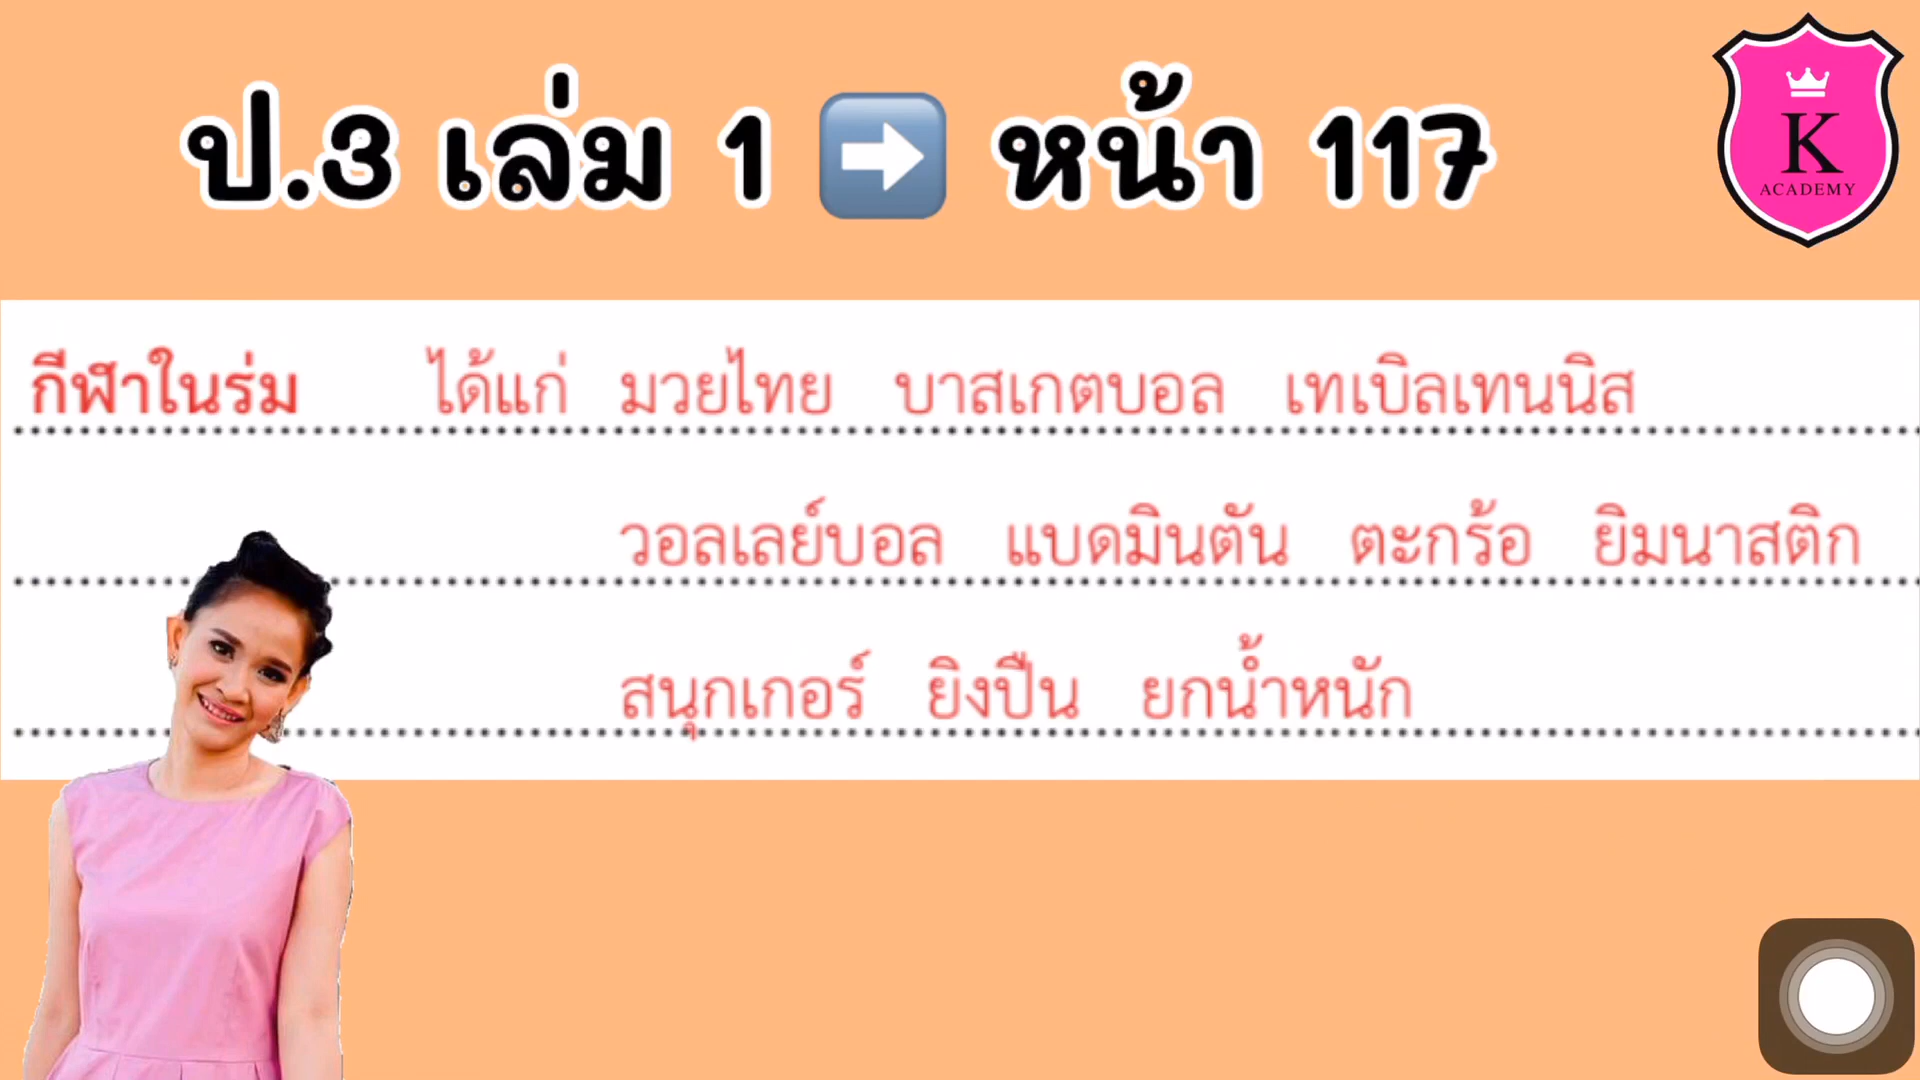 ป.3 เล่ม 1 ➡ หน้า 117
K
ACADEMY
กีฬาในร่ม ได้แก่ มวยไทย บาสเกตบอล เทเบิลเทนนิส
วอลเลย์บอล แบดมินตัน ตะกร้อ ยิมนาสติก
สนุกเกอร์ ยิงปืน ยกน้ำหนัก